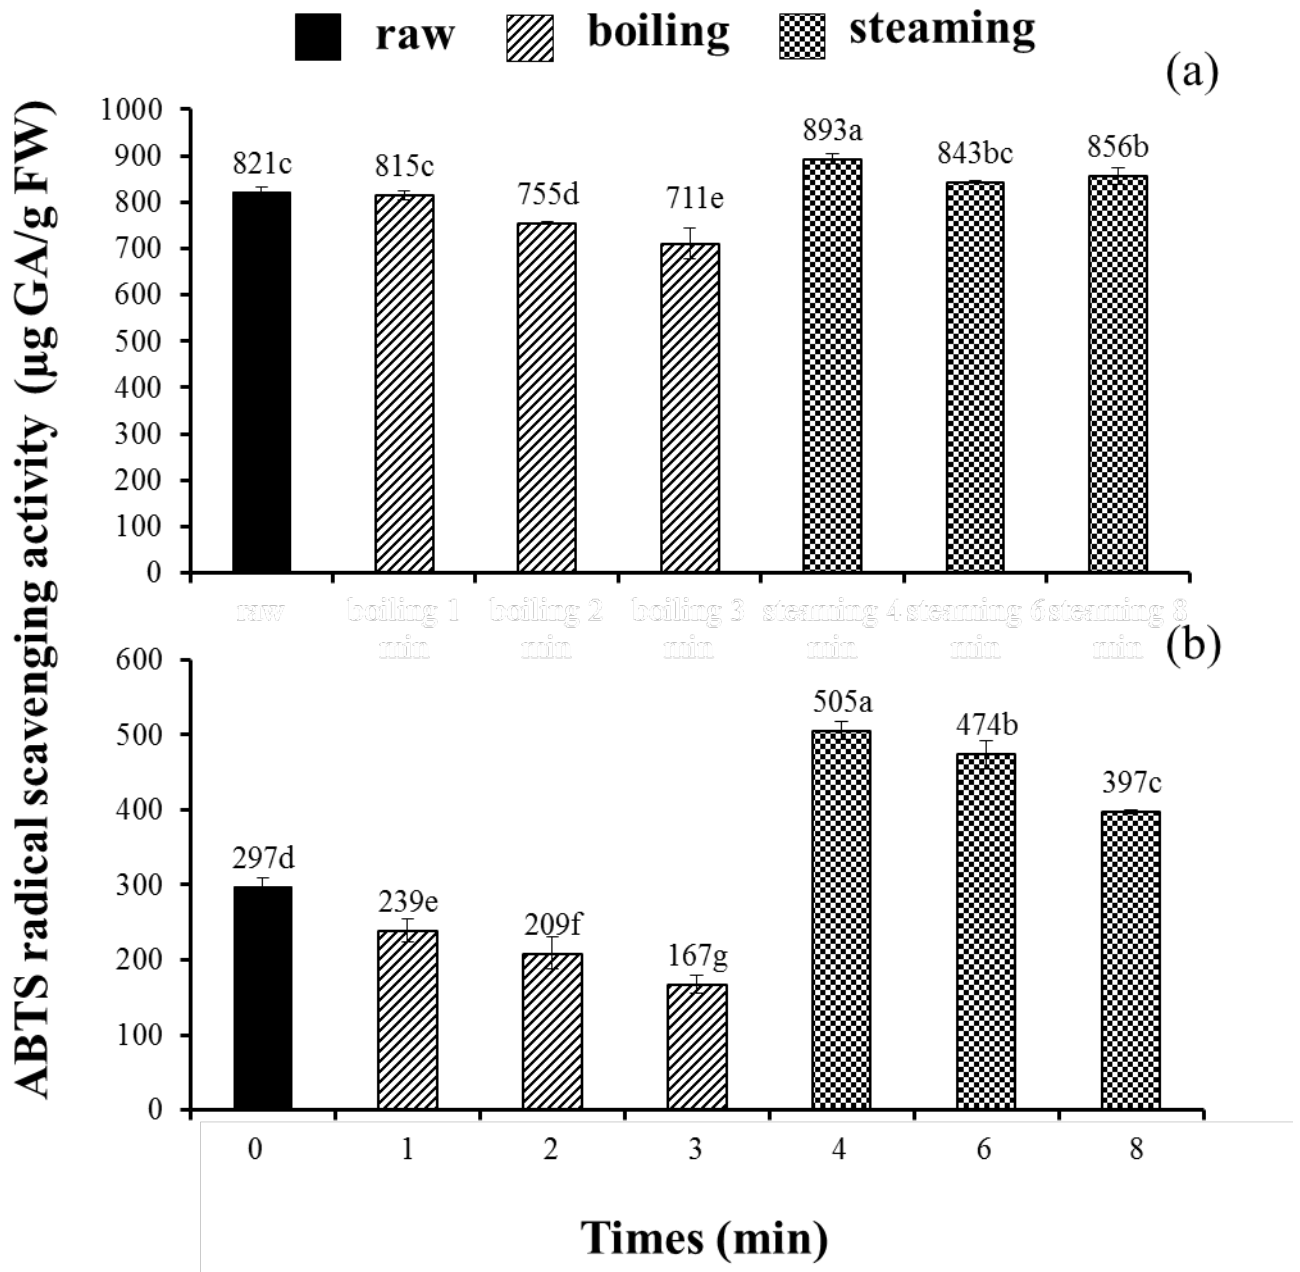 raw boiling steaming
(a)
ABTS radical scavenging activity (µg GA/g FW)
1000
900
800
700
600
500
400
300
200
100
0
821c 815c 755d 711e 893a 843bc 856b
raw boiling 1 min boiling 2 min boiling 3 min steaming 4 min steaming 6 min steaming 8 min
(b)
600
500
400
300
200
100
0
297d 239e 209f 167g 505a 474b 397c
0 1 2 3 4 6 8
Times (min)